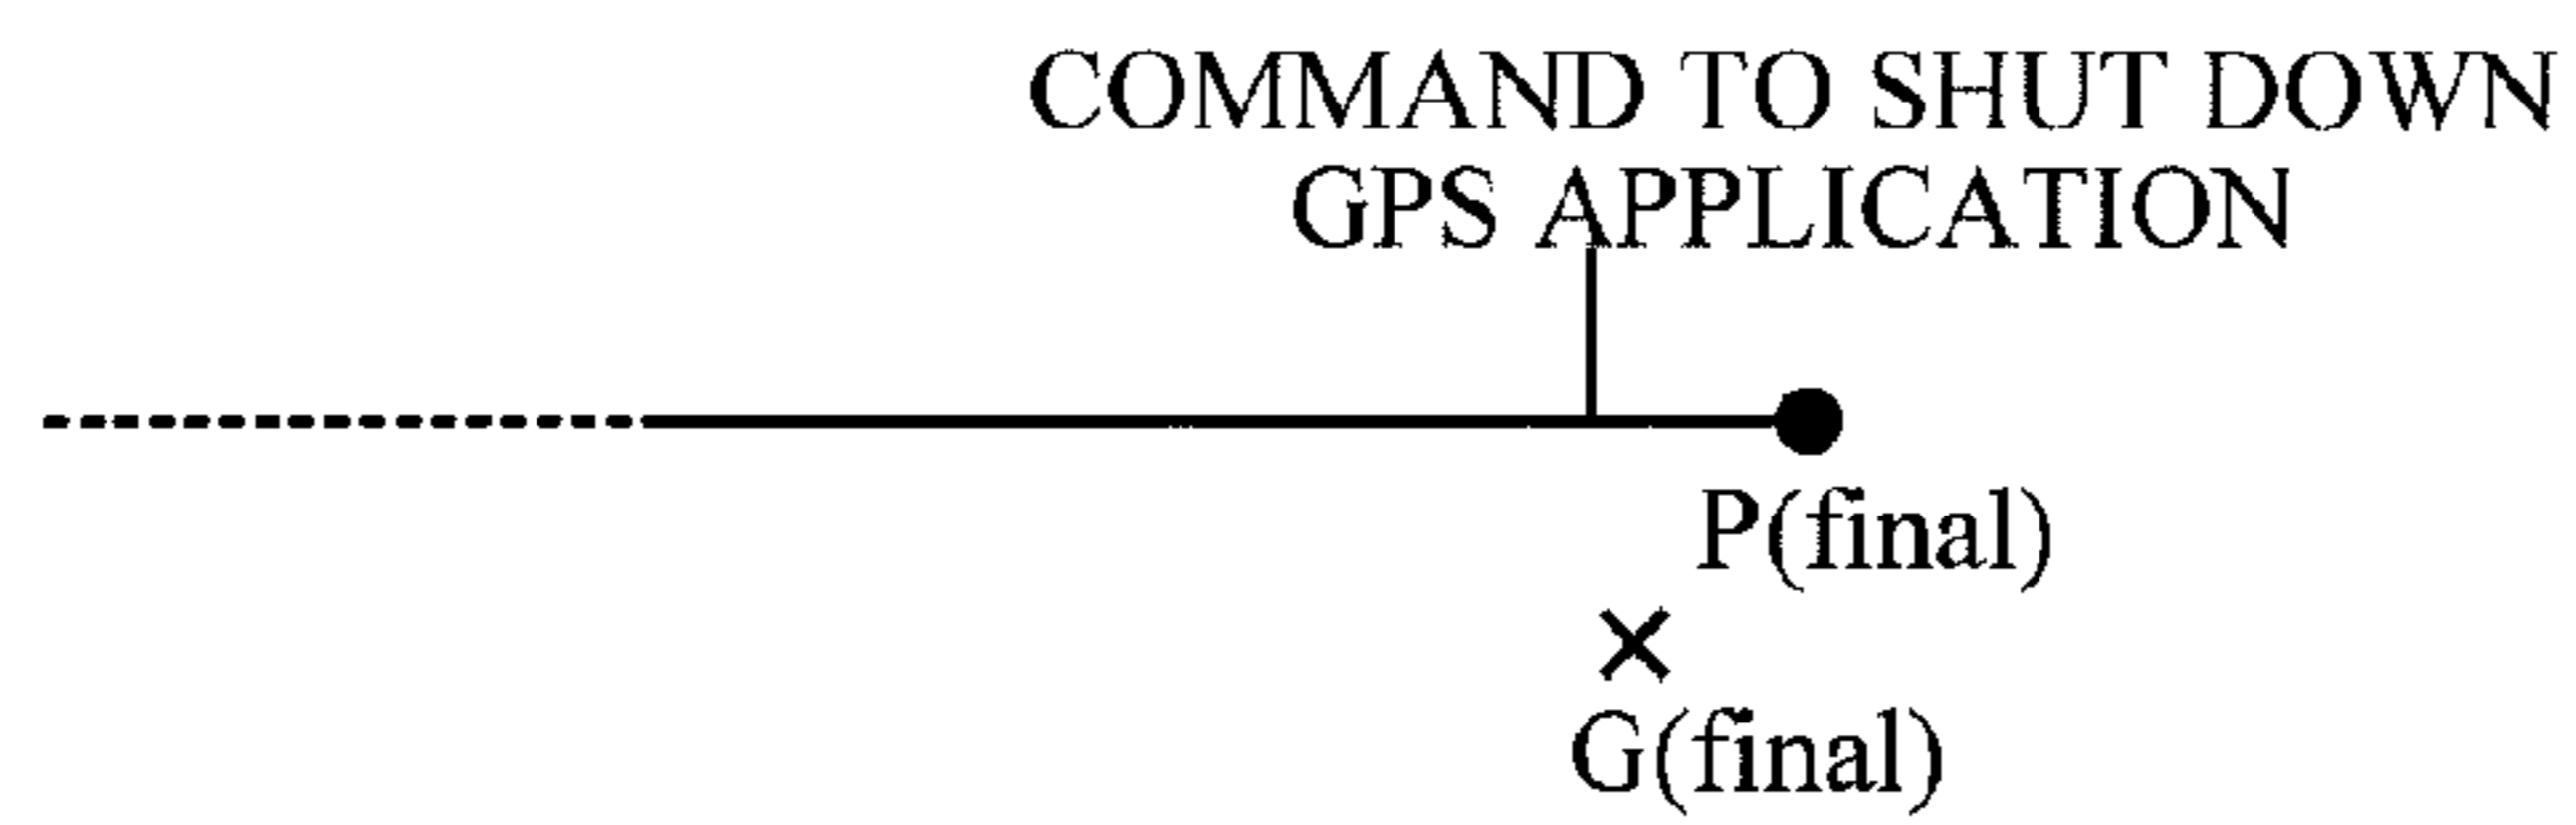 COMMAND TO SHUT DOWN
GPS APPLICATION
P(final)
G(final)